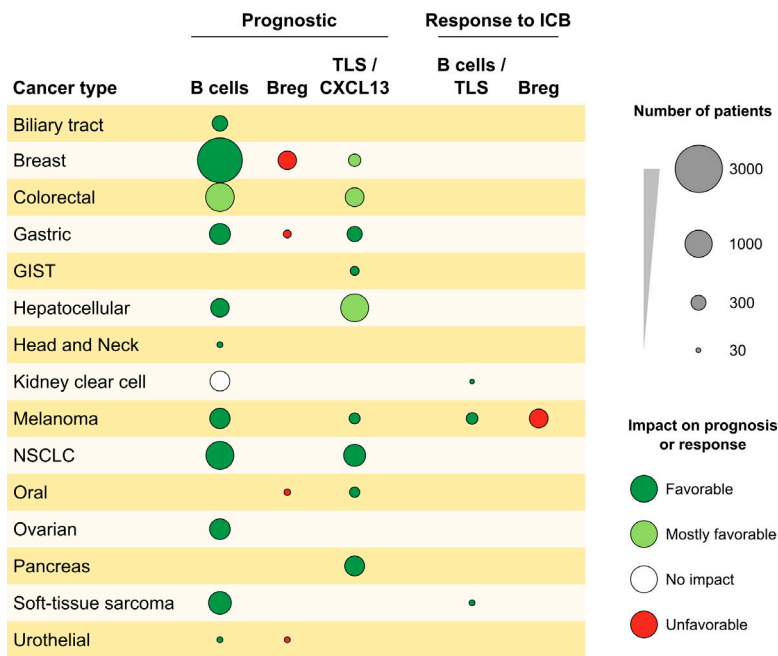 Prognostic Response to ICB
Cancer type B cells Breg TLS / CXCL13 B cells / TLS Breg
Biliary tract
Breast
Colorectal
Gastric
GIST
Hepatocellular
Head and Neck
Kidney clear cell
Melanoma
NSCLC
Oral
Ovarian
Pancreas
Soft-tissue sarcoma
Urothelial
Number of patients
3000
1000
300
30
Impact on prognosis
or response
Favorable
Mostly favorable
No impact
Unfavorable